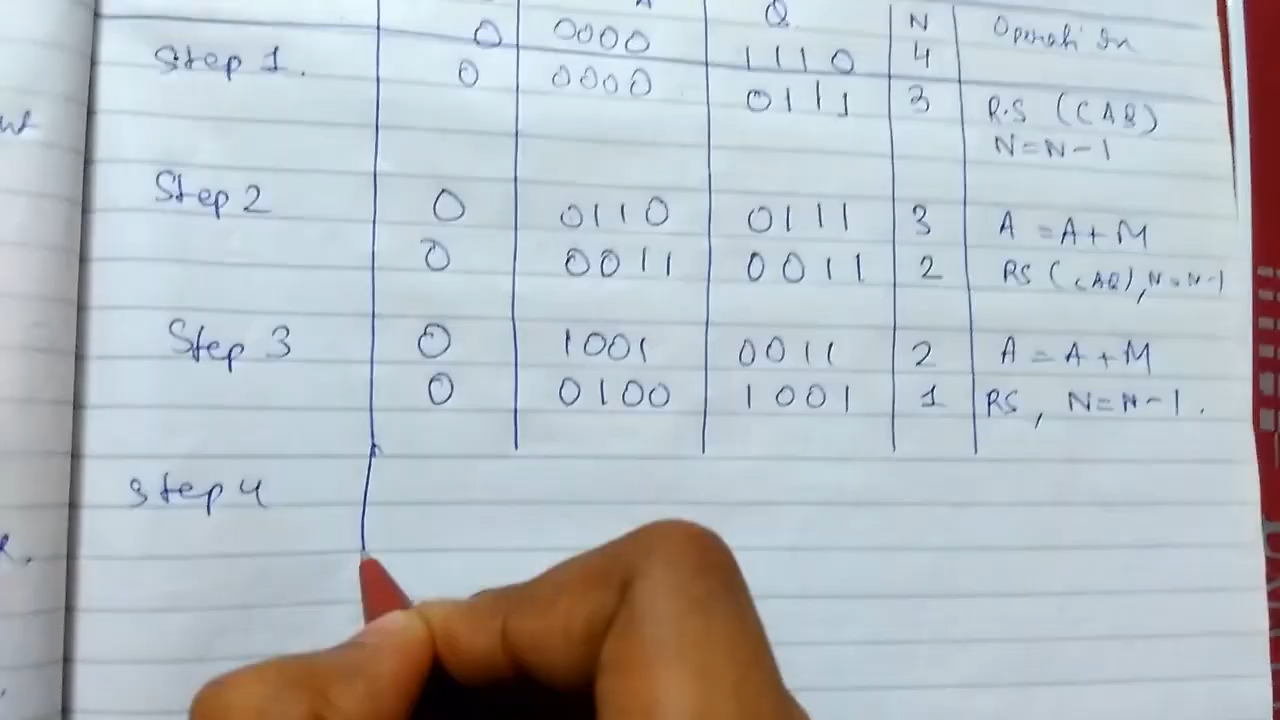 Q N Operation
0 0000 1110 4
Step 1. 0 0000 0111 3 R.S (CAQ)
N=N-1
Step 2 0 0110 0111 3 A = A + M
0 0011 0011 2 RS (CAQ), N=N-1
Step 3 0 1001 0011 2 A = A + M
0 0100 1001 1 RS, N=N-1.
Step 4